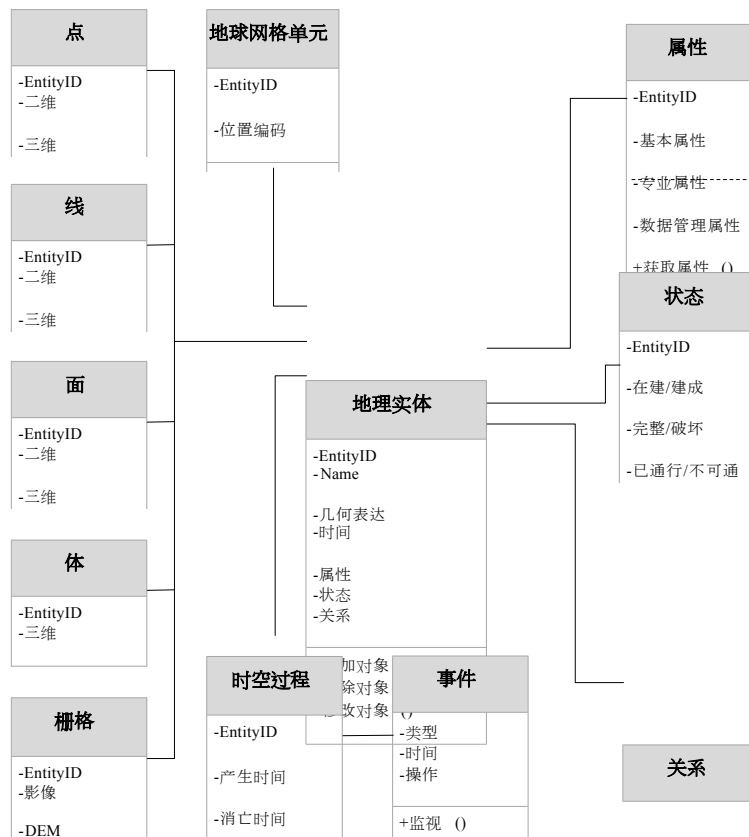 点
-EntityID
-二维
-三维
地球网格单元
-EntityID
-位置编码
属性
-EntityID
-基本属性
-专业属性
-数据管理属性
+获取属性 ()
线
-EntityID
-二维
-三维
状态
-EntityID
-在建/建成
-完整/破坏
-已通行/不可通
面
-EntityID
-二维
-三维
地理实体
-EntityID
-Name
-几何表达
-时间
-属性
-状态
-关系
加对象
除对象
改对象 ()
体
-EntityID
-三维
时空过程
-EntityID
-产生时间
-消亡时间
事件
-类型
-时间
-操作
+监视 ()
栅格
-EntityID
-影像
-DEM
关系